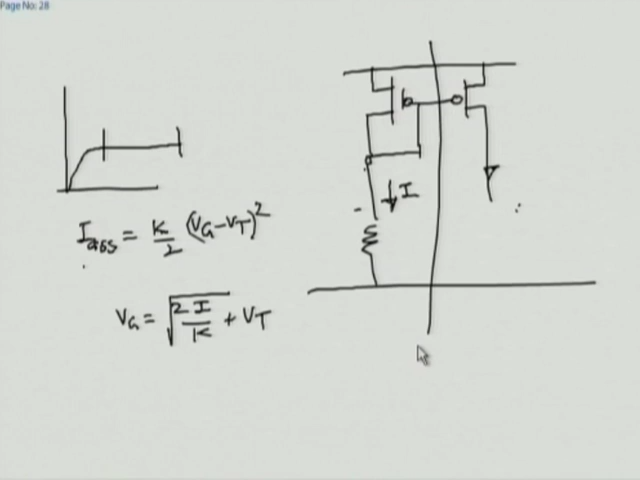 Page No: 28
I
I_dss = K/2 (V_G - V_T)^2
V_G = √(2I/K) + V_T